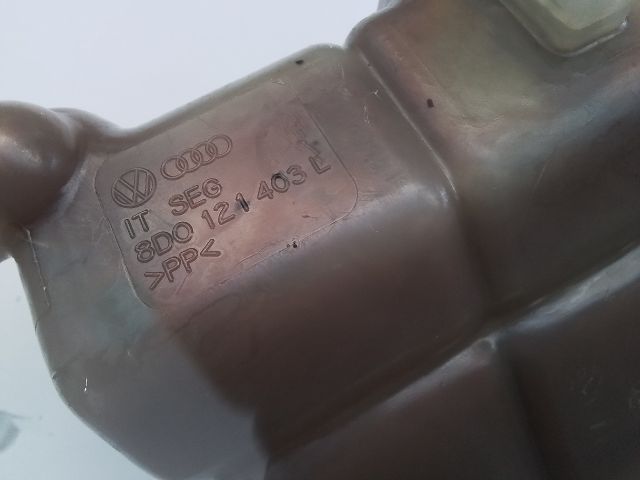 IT SEG
8D0 121 403 L
>PP<